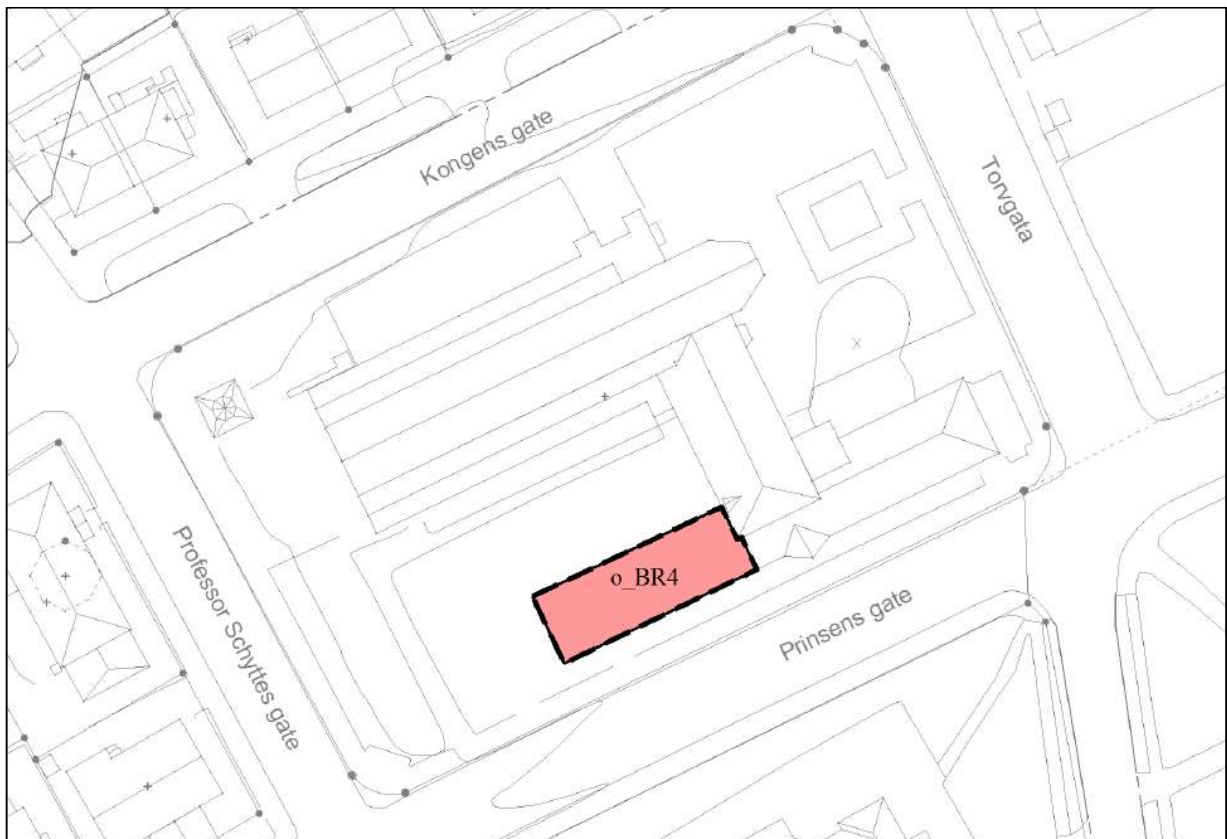 Kongens gate
Torvgata
o_BR4
Professor Schyttes gate
Prinsens gate